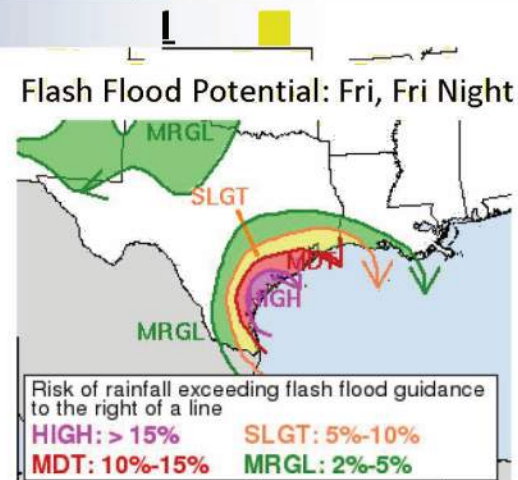 Flash Flood Potential: Fri, Fri Night
MRGL
SLGT
MDT
HIGH
MRGL
Risk of rainfall exceeding flash flood guidance
to the right of a line
HIGH: > 15% SLGT: 5%-10%
MDT: 10%-15% MRGL: 2%-5%